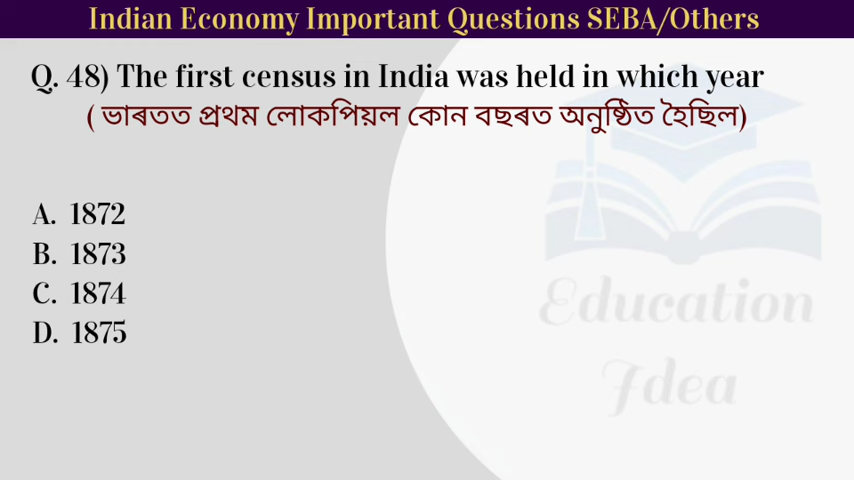 Indian Economy Important Questions SEBA/Others
Q. 48) The first census in India was held in which year
( ভাৰতত প্ৰথম লোকপিয়ল কোন বছৰত অনুষ্ঠিত হৈছিল)
A. 1872
B. 1873
C. 1874
D. 1875
Education
Idea